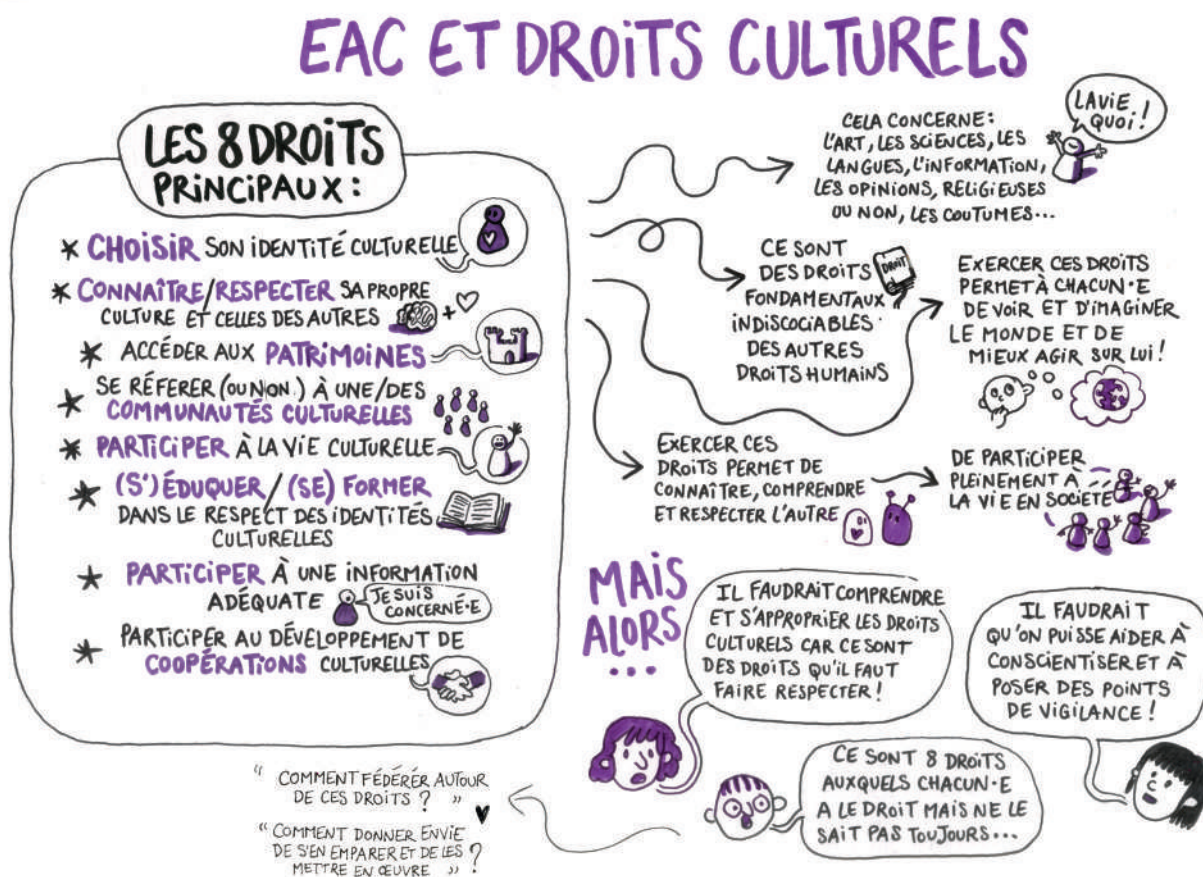 EAC ET DROITS CULTURELS
LES 8 DROITS
PRINCIPAUX :
* CHOISIR SON IDENTITÉ CULTURELLE
* CONNAÎTRE/RESPECTER SA PROPRE
CULTURE ET CELLES DES AUTRES +
* ACCÉDER AUX PATRIMOINES
* SE RÉFERER (OU NON.) À UNE/DES
COMMUNAUTÉS CULTURELLES
* PARTICIPER À LA VIE CULTURELLE
* (S')ÉDUQUER/(SE) FORMER
DANS LE RESPECT DES IDENTITÉS
CULTURELLES
* PARTICIPER À UNE INFORMATION
ADÉQUATE
JE SUIS
CONCERNÉ·E
* PARTICIPER AU DÉVELOPPEMENT DE
COOPÉRATIONS CULTURELLES
CELA CONCERNE :
L'ART, LES SCIENCES, LES
LANGUES, L'INFORMATION,
LES OPINIONS, RELIGIEUSES
OU NON, LES COUTUMES...
LA VIE
QUOI !
CE SONT
DES DROITS
FONDAMENTAUX
INDISCOCIABLES
DES AUTRES
DROITS HUMAINS
DROIT
EXERCER CES DROITS
PERMET À CHACUN·E
DE VOIR ET D'IMAGINER
LE MONDE ET DE
MIEUX AGIR SUR LUI !
EXERCER CES
DROITS PERMET DE
CONNAÎTRE, COMPRENDRE
ET RESPECTER L'AUTRE
DE PARTICIPER
PLEINEMENT À
LA VIE EN SOCIÉTÉ
MAIS
ALORS
...
IL FAUDRAIT COMPRENDRE
ET S'APPROPRIER LES DROITS
CULTURELS CAR CE SONT
DES DROITS QU'IL FAUT
FAIRE RESPECTER !
IL FAUDRAIT
QU'ON PUISSE AIDER À
CONSCIENTISER ET À
POSER DES POINTS
DE VIGILANCE !
CE SONT 8 DROITS
AUXQUELS CHACUN·E
A LE DROIT MAIS NE LE
SAIT PAS TOUJOURS...
" COMMENT FÉDÉRER AUTOUR
DE CES DROITS ? "
" COMMENT DONNER ENVIE
DE S'EN EMPARER ET DE LES
METTRE EN ŒUVRE " ?